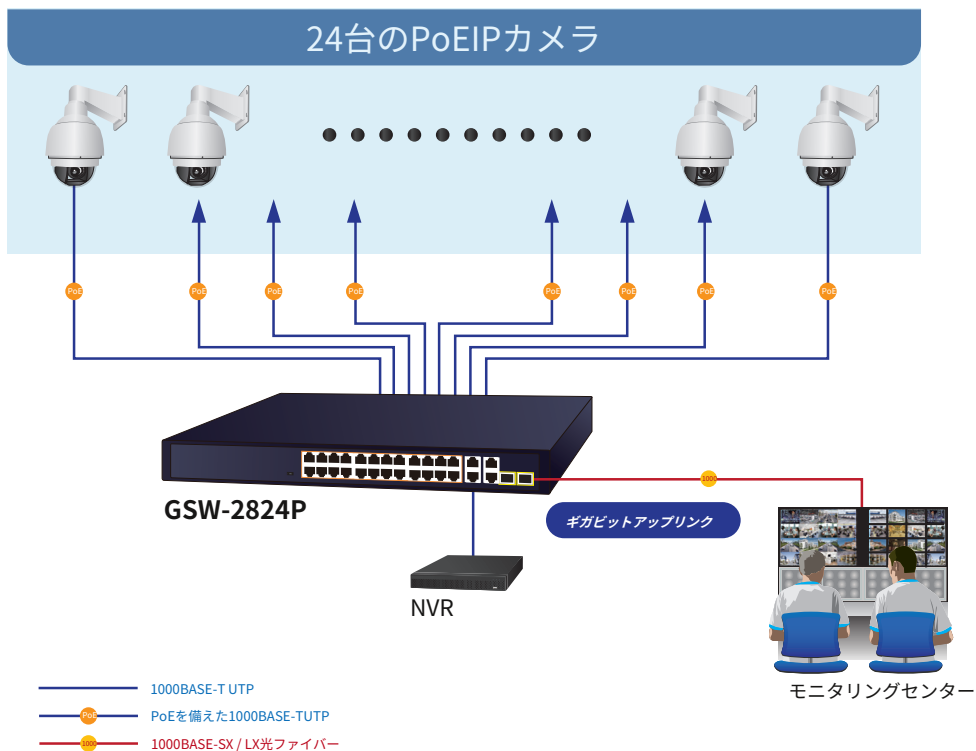 24台のPoEIPカメラ
PoE
PoE
PoE
PoE
PoE
PoE
PoE
PoE
GSW-2824P
1000
ギガビットアップリンク
NVR
モニタリングセンター
1000BASE-T UTP
PoE
PoEを備えた1000BASE-TUTP
1000
1000BASE-SX / LX光ファイバー